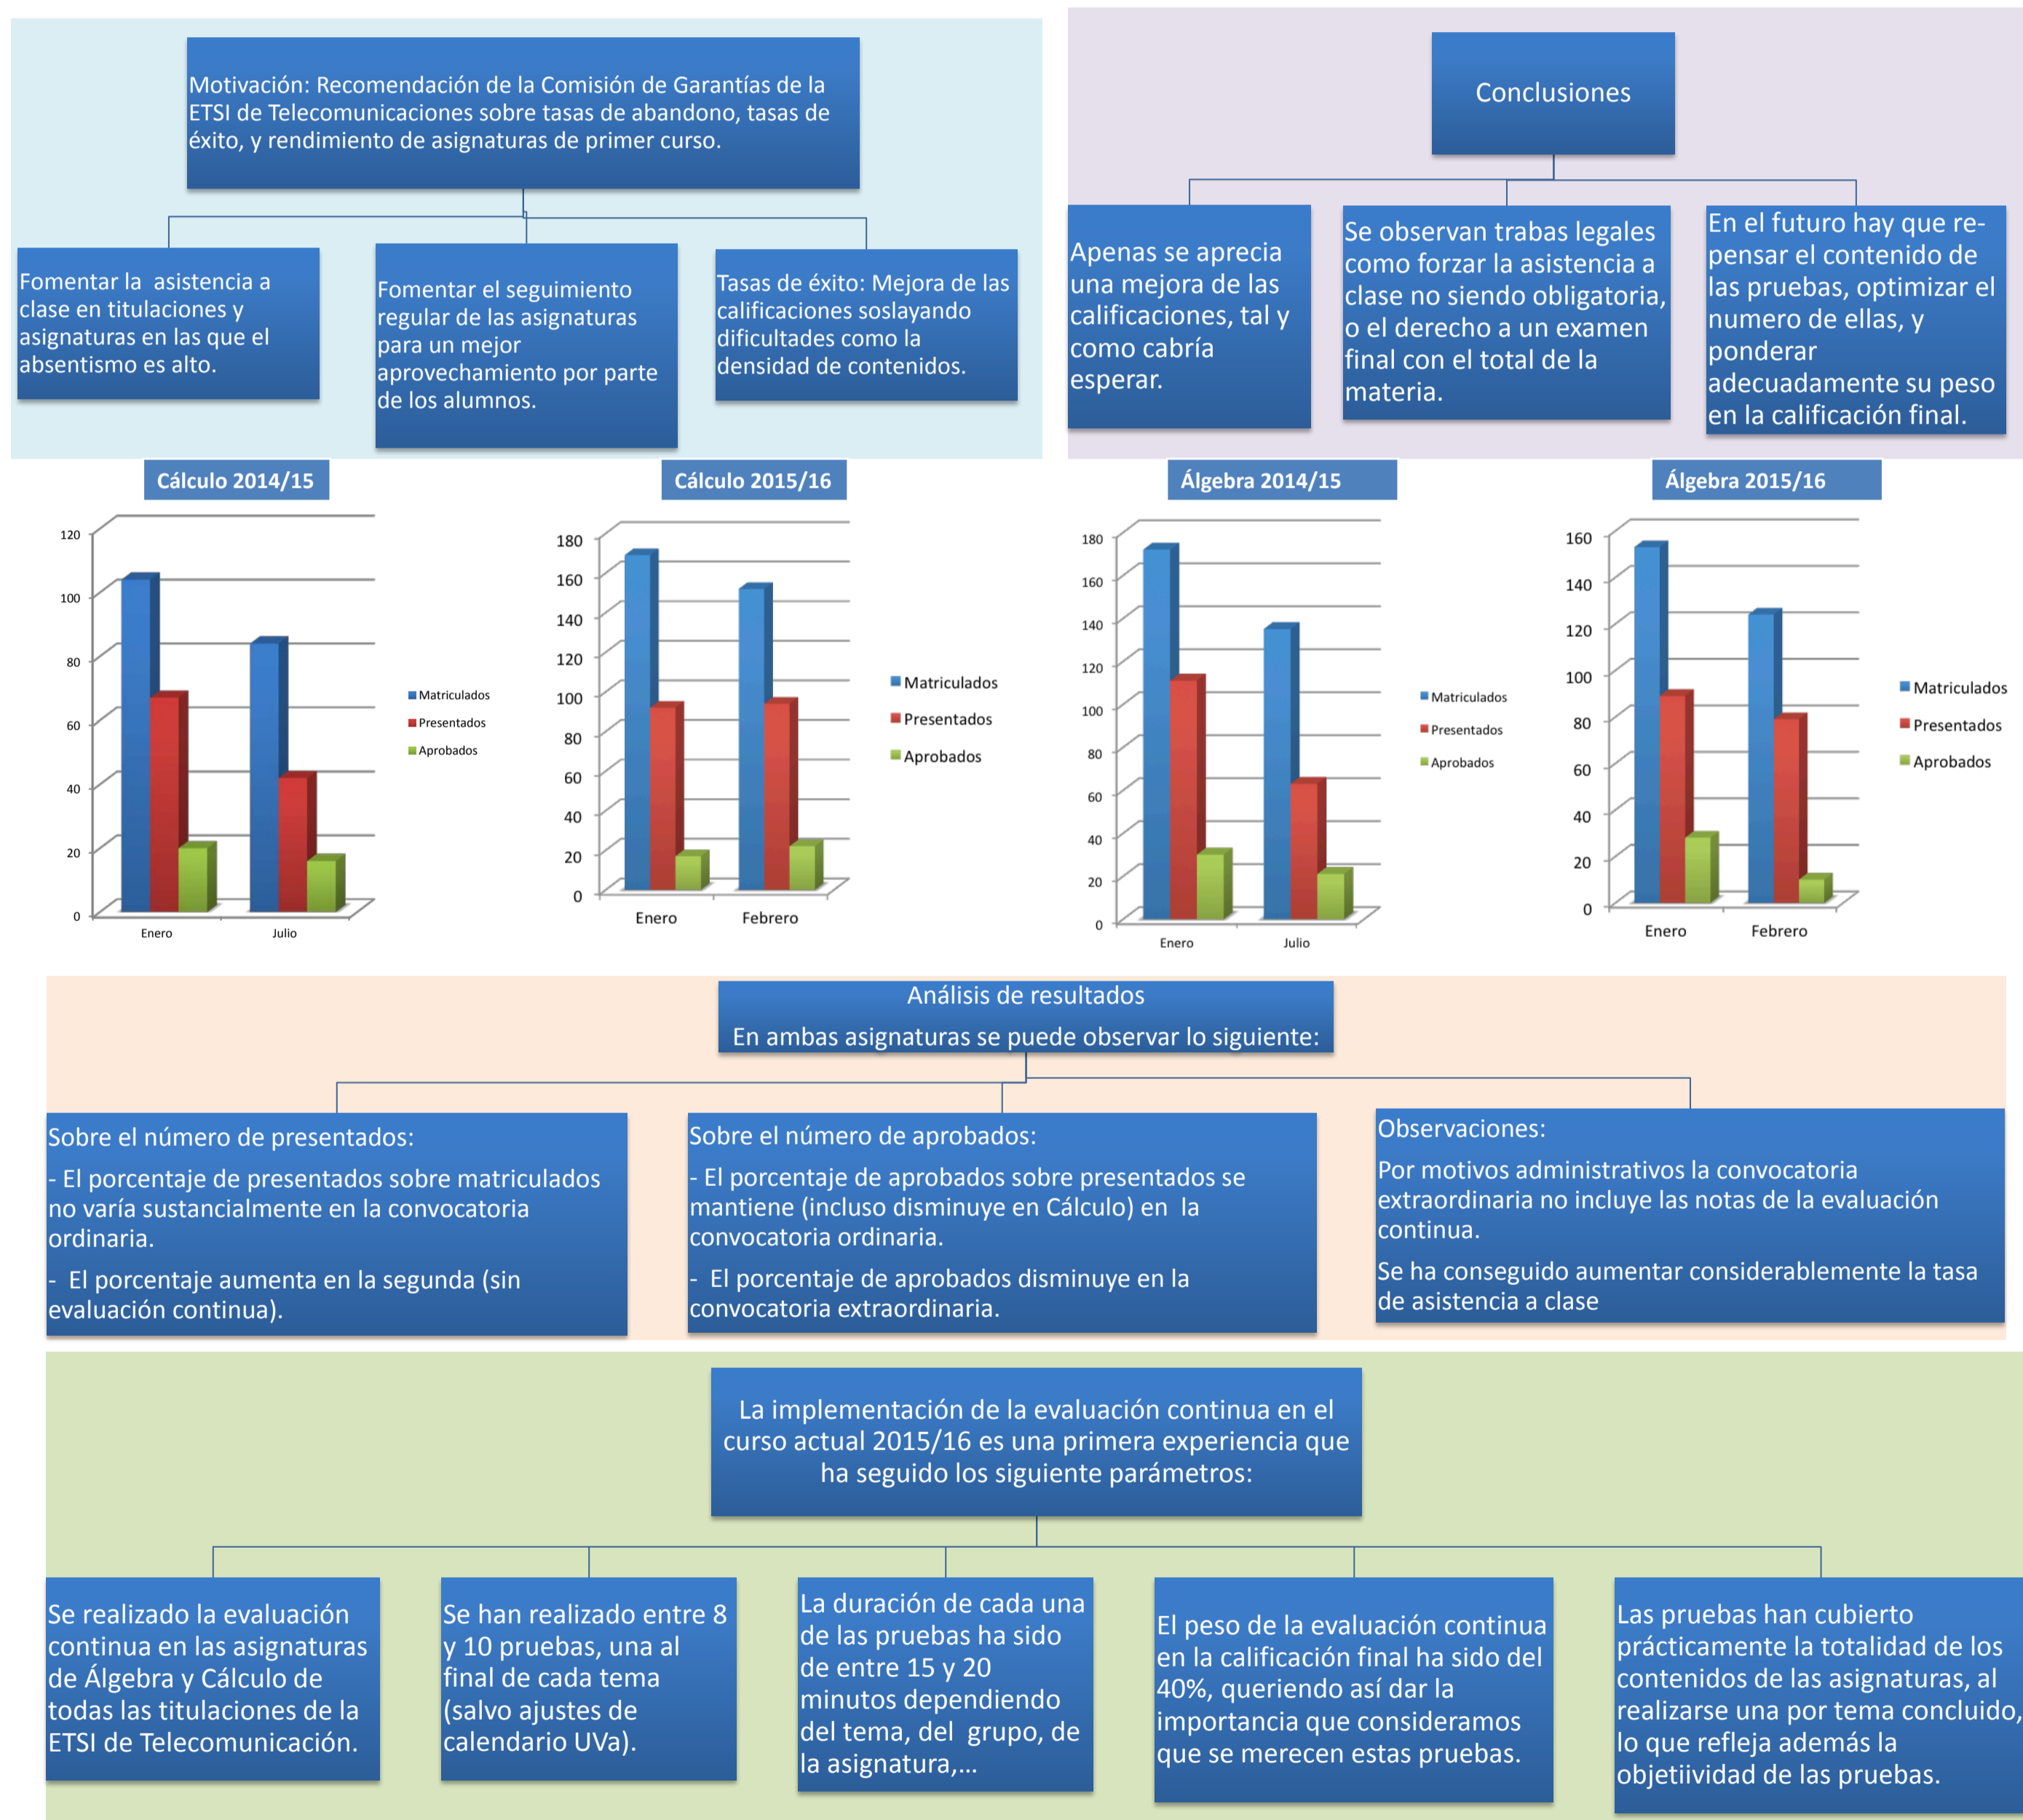 Motivación: Recomendación de la Comisión de Garantías de la
ETSI de Telecomunicaciones sobre tasas de abandono, tasas de
éxito, y rendimiento de asignaturas de primer curso.
Fomentar la asistencia a
clase en titulaciones y
asignaturas en las que el
absentismo es alto.
Fomentar el seguimiento
regular de las asignaturas
para un mejor
aprovechamiento por parte
de los alumnos.
Tasas de éxito: Mejora de las
calificaciones soslayando
dificultades como la
densidad de contenidos.
Conclusiones
Apenas se aprecia
una mejora de las
calificaciones, tal y
como cabría
esperar.
Se observan trabas legales
como forzar la asistencia a
clase no siendo obligatoria,
o el derecho a un examen
final con el total de la
materia.
En el futuro hay que re-
pensar el contenido de
las pruebas, optimizar el
numero de ellas, y
ponderar
adecuadamente su peso
en la calificación final.
Cálculo 2014/15
120
100
80
60
40
20
0
Enero
Julio
Matriculados
Presentados
Aprobados
Cálculo 2015/16
180
160
140
120
100
80
60
40
20
0
Enero
Febrero
Matriculados
Presentados
Aprobados
Álgebra 2014/15
180
160
140
120
100
80
60
40
20
0
Enero
Julio
Matriculados
Presentados
Aprobados
Álgebra 2015/16
160
140
120
100
80
60
40
20
0
Enero
Febrero
Matriculados
Presentados
Aprobados
Análisis de resultados
En ambas asignaturas se puede observar lo siguiente:
Sobre el número de presentados:
- El porcentaje de presentados sobre matriculados
no varía sustancialmente en la convocatoria
ordinaria.
- El porcentaje aumenta en la segunda (sin
evaluación continua).
Sobre el número de aprobados:
- El porcentaje de aprobados sobre presentados se
mantiene (incluso disminuye en Cálculo) en la
convocatoria ordinaria.
- El porcentaje de aprobados disminuye en la
convocatoria extraordinaria.
Observaciones:
Por motivos administrativos la convocatoria
extraordinaria no incluye las notas de la evaluación
continua.
Se ha conseguido aumentar considerablemente la tasa
de asistencia a clase
La implementación de la evaluación continua en el
curso actual 2015/16 es una primera experiencia que
ha seguido los siguiente parámetros:
Se realizado la evaluación
continua en las asignaturas
de Álgebra y Cálculo de
todas las titulaciones de la
ETSI de Telecomunicación.
Se han realizado entre 8
y 10 pruebas, una al
final de cada tema
(salvo ajustes de
calendario UVa).
La duración de cada una
de las pruebas ha sido
de entre 15 y 20
minutos dependiendo
del tema, del grupo, de
la asignatura,...
El peso de la evaluación continua
en la calificación final ha sido del
40%, queriendo así dar la
importancia que consideramos
que se merecen estas pruebas.
Las pruebas han cubierto
prácticamente la totalidad de los
contenidos de las asignaturas, al
realizarse una por tema concluido,
lo que refleja además la
objetiividad de las pruebas.